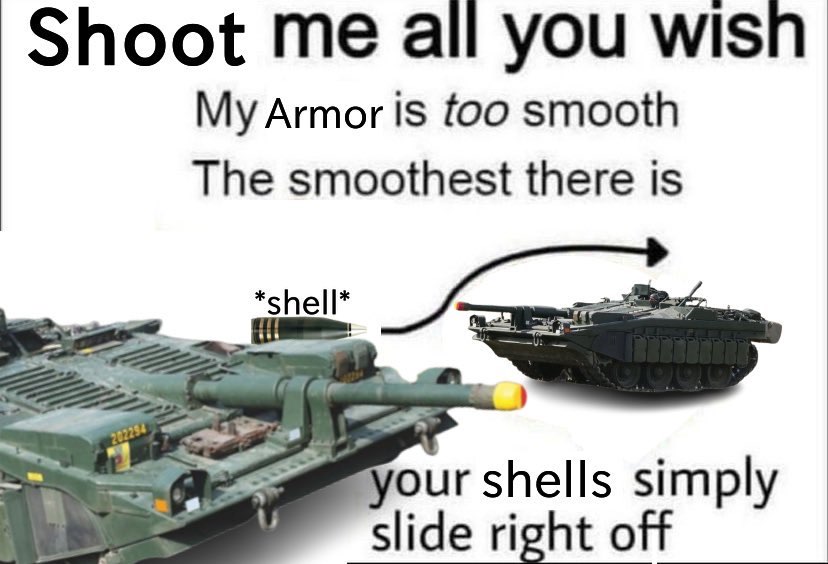 Shoot me all you wish
My Armor is too smooth
The smoothest there is
*shell*
202294
your shells simply
slide right off